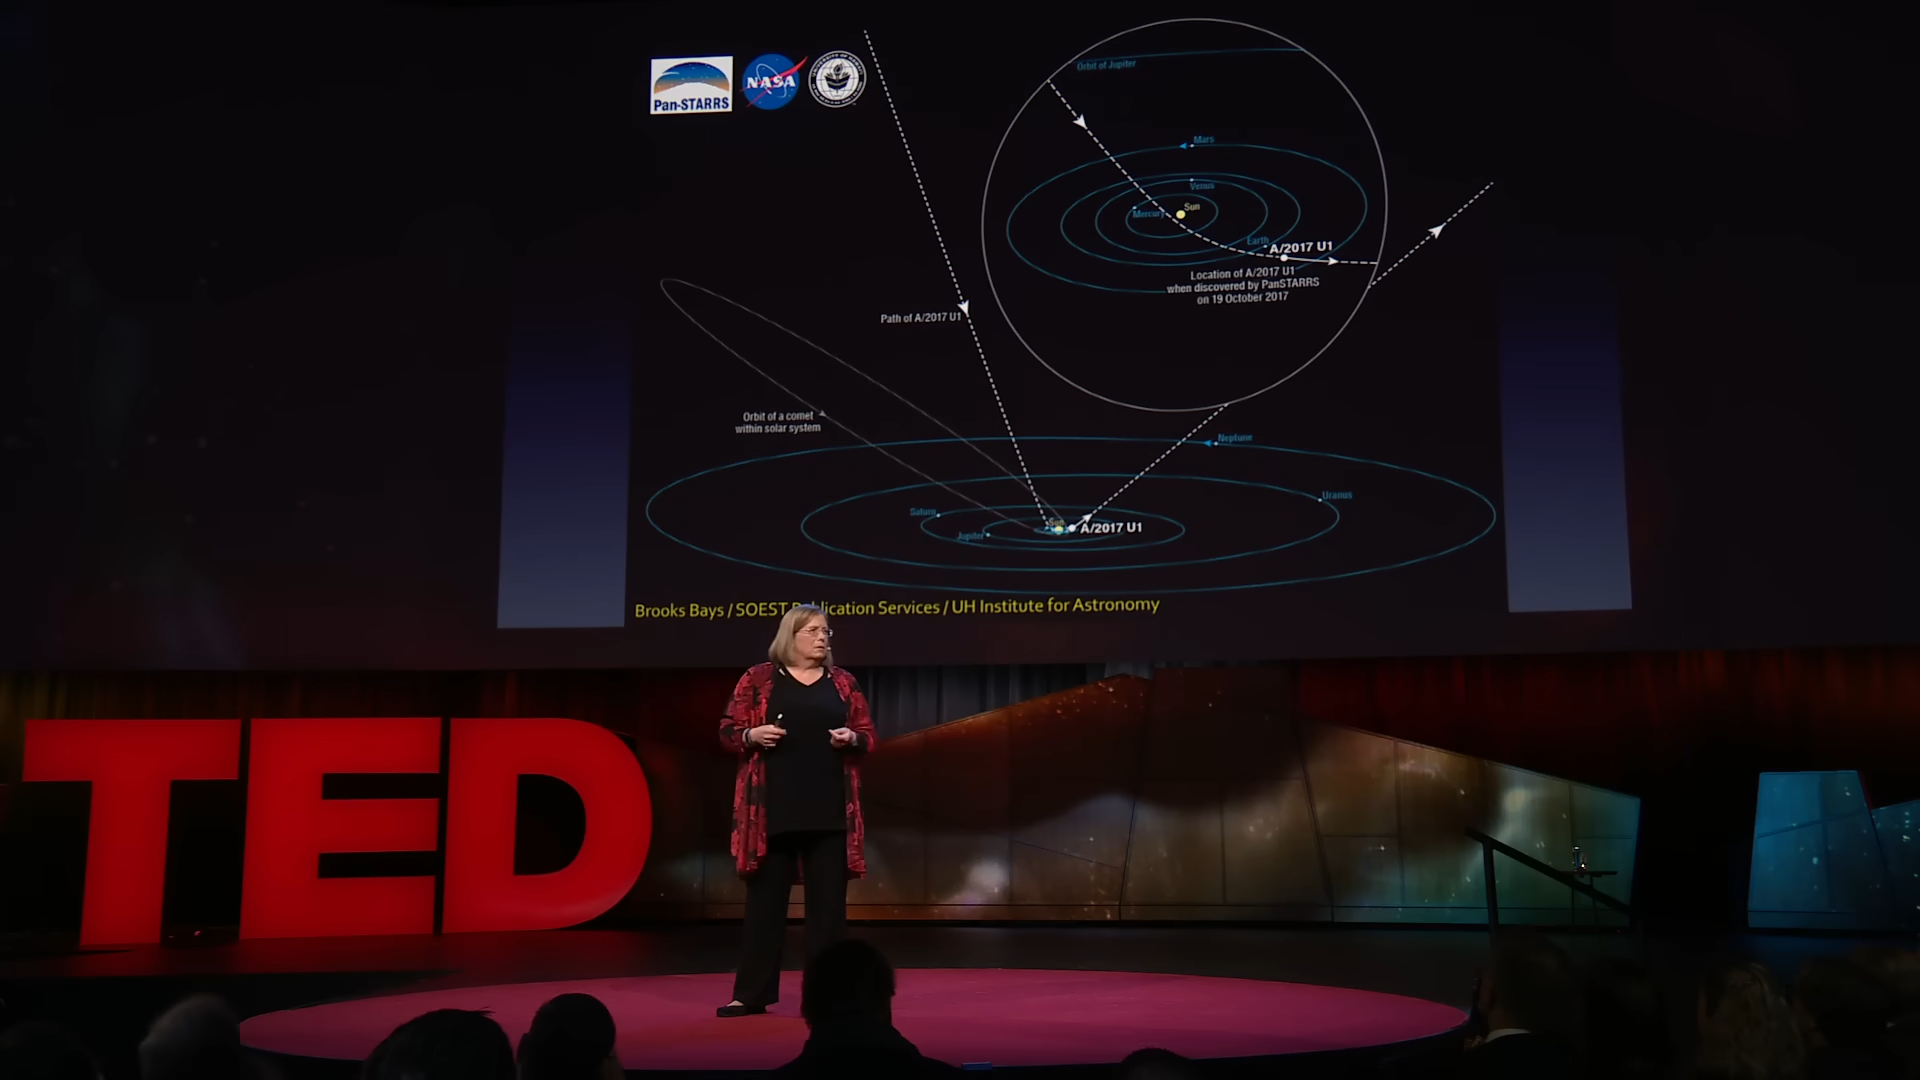 Pan-STARRS
NASA
Orbit of Jupiter
Mars
Venus
Sun
Mercury
Earth
A/2017 U1
Location of A/2017 U1
when discovered by PanSTARRS
on 19 October 2017
Path of A/2017 U1
Orbit of a comet
within solar system
Neptune
Uranus
Saturn
Sun
Jupiter
A/2017 U1
Brooks Bays / SOEST Publication Services / UH Institute for Astronomy
TED